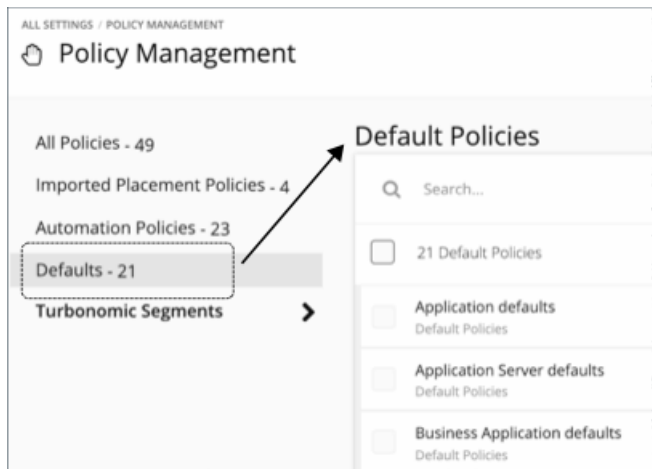 ALL SETTINGS / POLICY MANAGEMENT
Policy Management
All Policies - 49
Imported Placement Policies - 4
Automation Policies - 23
Defaults - 21
Turbonomic Segments
Default Policies
Search...
21 Default Policies
Application defaults
Default Policies
Application Server defaults
Default Policies
Business Application defaults
Default Policies